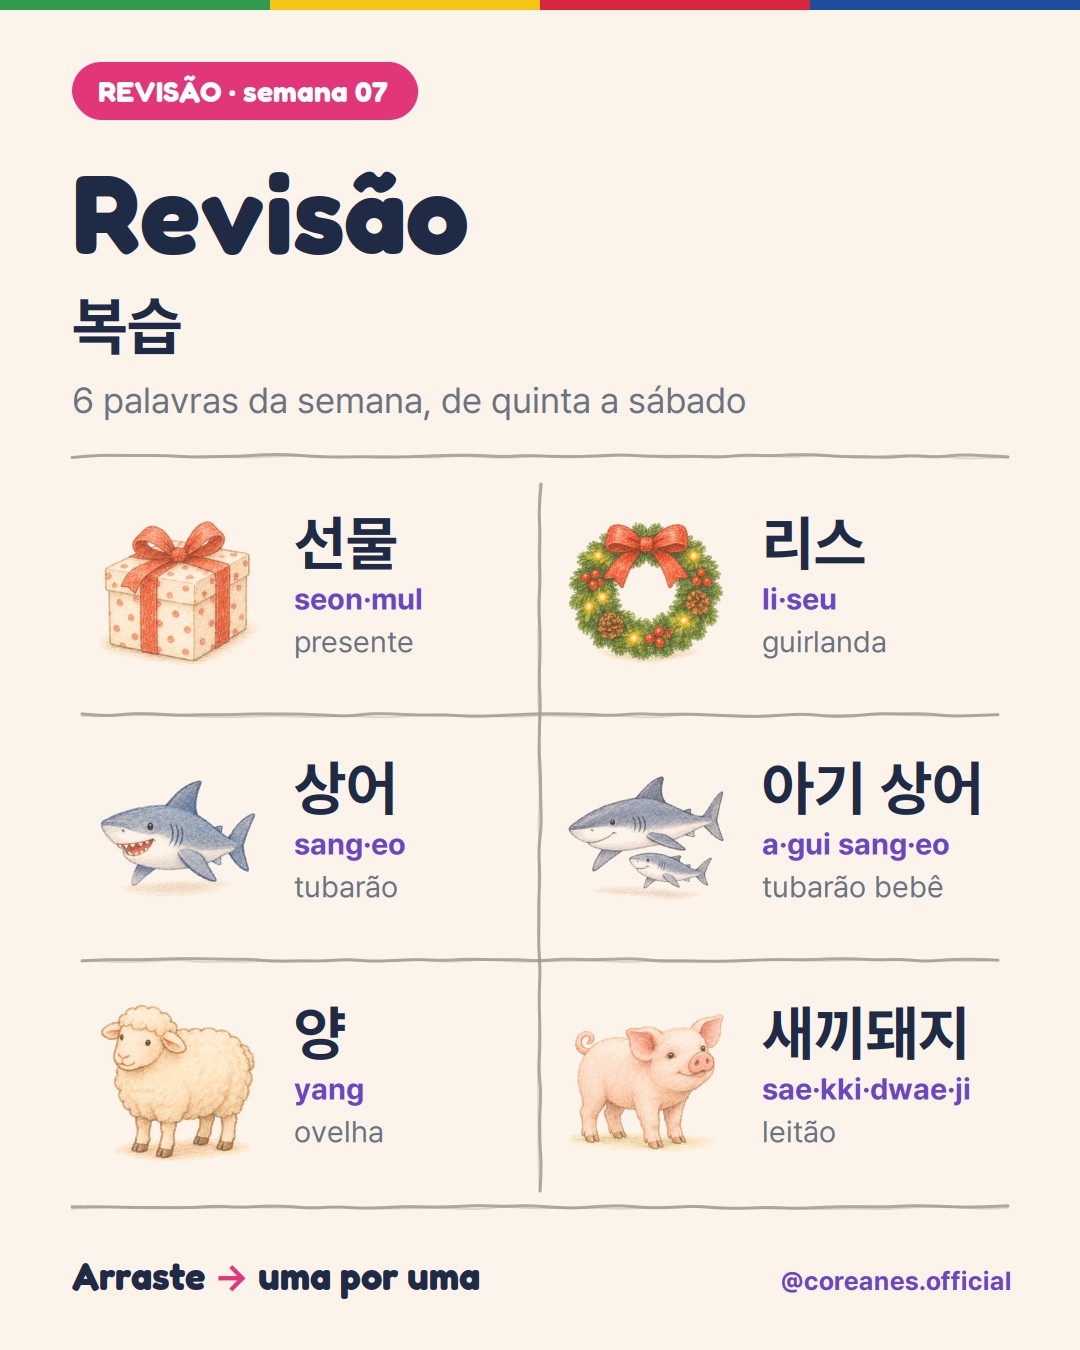 REVISÃO · semana 07
Revisão
복습
6 palavras da semana, de quinta a sábado
선물
seon·mul
presente
리스
li·seu
guirlanda
상어
sang·eo
tubarão
아기 상어
a·gui sang·eo
tubarão bebê
양
yang
ovelha
새끼돼지
sae·kki·dwae·ji
leitão
Arraste → uma por uma
@coreanes.official